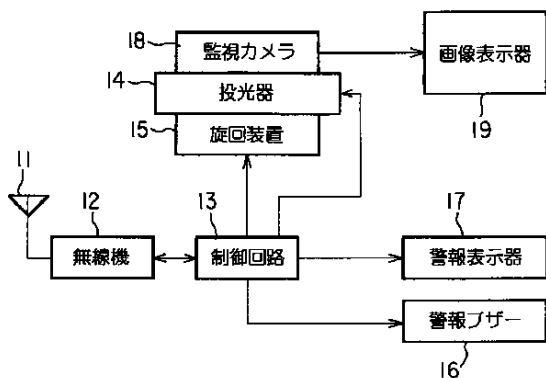 18
監視カメラ
画像表示器
14
投光器
15
旋回装置
19
11
12
13
17
無線機
制御回路
警報表示器
警報ブザー
16